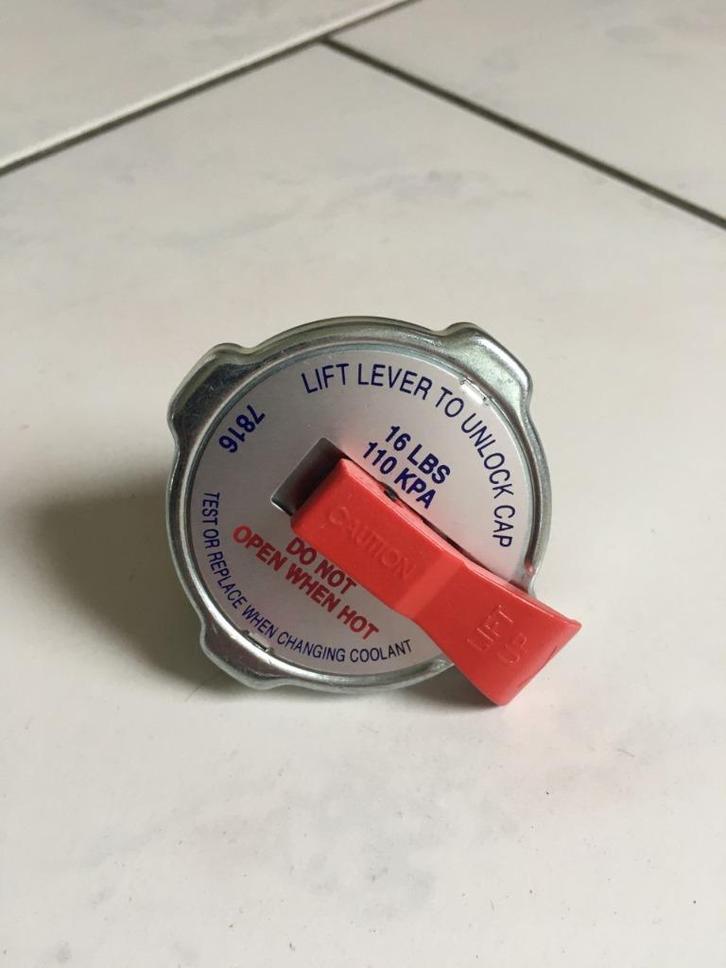 LIFT LEVER TO UNLOCK CAP
7816
16 LBS
110 KPA
CAUTION
LIFT
UP
DO NOT
OPEN WHEN HOT
TEST OR REPLACE WHEN CHANGING COOLANT